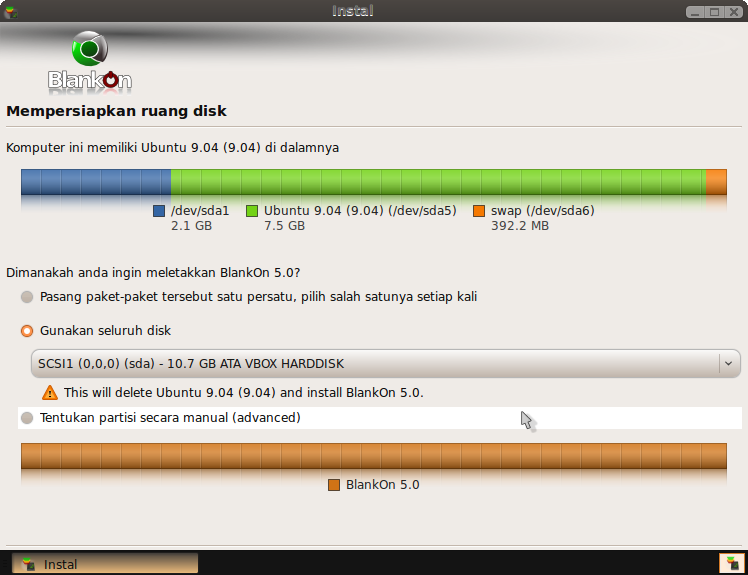 Instal
BlankOn
Mempersiapkan ruang disk
Komputer ini memiliki Ubuntu 9.04 (9.04) di dalamnya
/dev/sda1 Ubuntu 9.04 (9.04) (/dev/sda5) swap (/dev/sda6)
2.1 GB 7.5 GB 392.2 MB
Dimanakah anda ingin meletakkan BlankOn 5.0?
Pasang paket-paket tersebut satu persatu, pilih salah satunya setiap kali
Gunakan seluruh disk
SCSI1 (0,0,0) (sda) - 10.7 GB ATA VBOX HARDDISK
This will delete Ubuntu 9.04 (9.04) and install BlankOn 5.0.
Tentukan partisi secara manual (advanced)
BlankOn 5.0
Instal